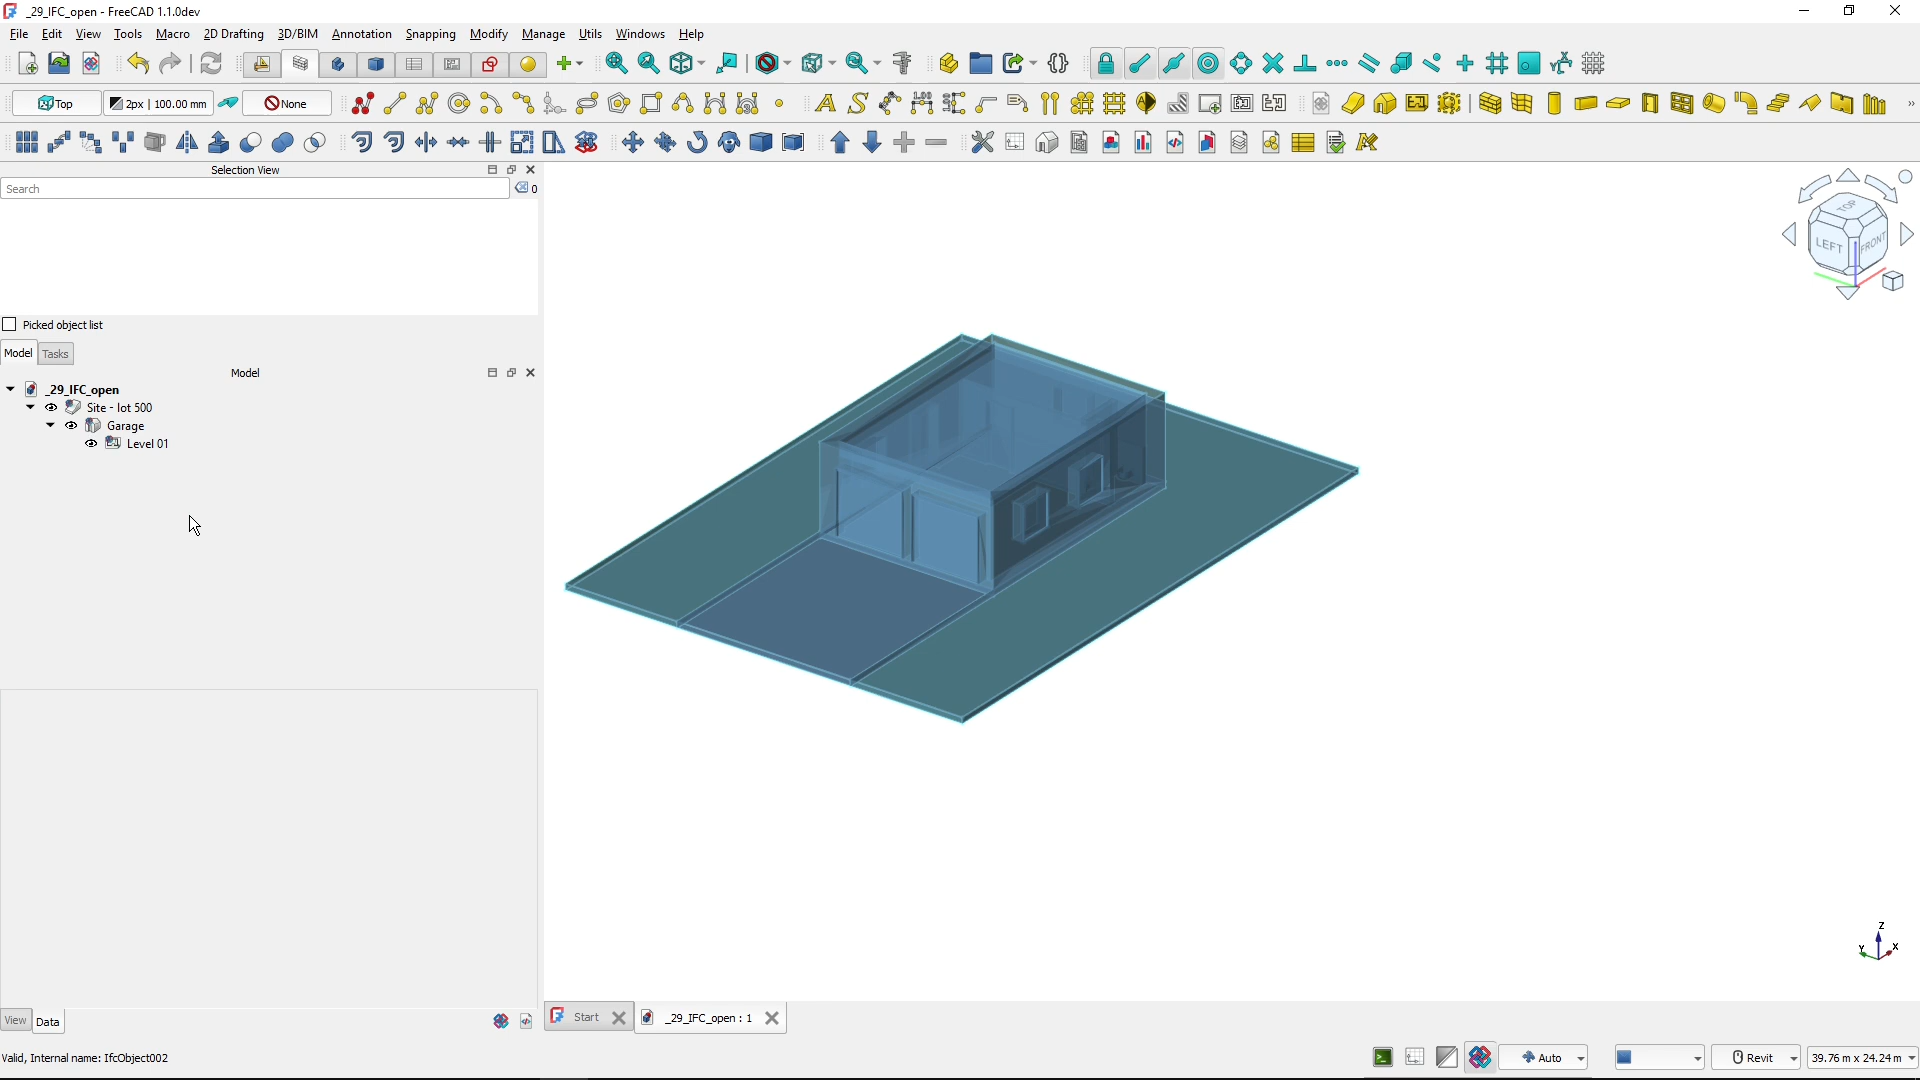 _29_IFC_open - FreeCAD 1.1.0dev
File Edit View Tools Macro 2D Drafting 3D/BIM Annotation Snapping Modify Manage Utils Windows Help
Top 2px | 100.00 mm None
Selection View
Search 0
Picked object list
Model Tasks
Model
_29_IFC_open
Site - lot 500
Garage
Level 01
TOP
LEFT FRONT
Z
Y X
View Data
Start _29_IFC_open : 1
Valid, Internal name: IfcObject002
Auto Revit 39.76 m x 24.24 m